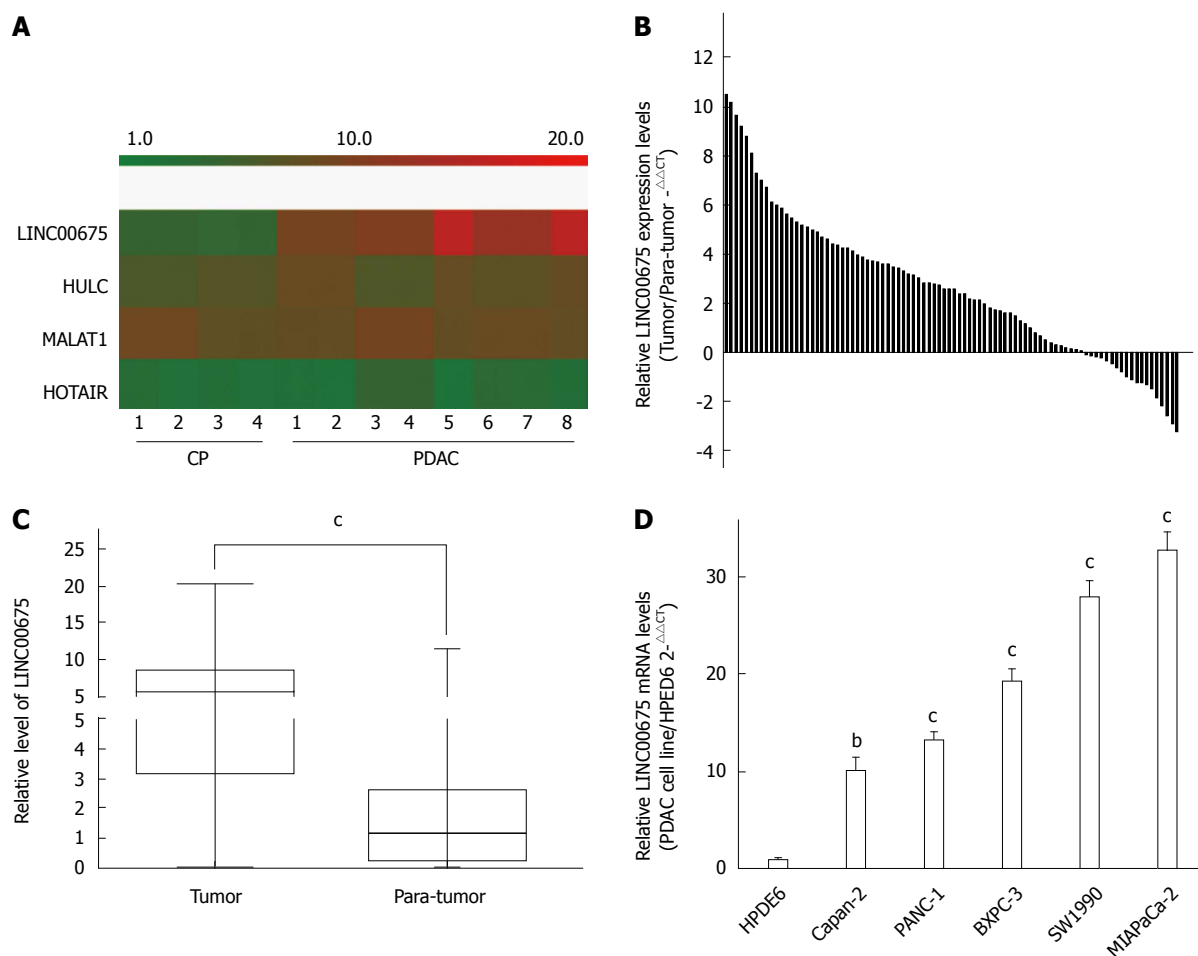 A
1.0 10.0 20.0
LINC00675
HULC
MALAT1
HOTAIR
1 2 3 4 1 2 3 4 5 6 7 8
CP PDAC
B
Relative LINC00675 expression levels
(Tumor/Para-tumor -△△CT)
12
10
8
6
4
2
0
-2
-4
C
c
Relative level of LINC00675
25
20
15
10
5
5
4
3
2
1
0
Tumor Para-tumor
D
Relative LINC00675 mRNA levels
(PDAC cell line/HPED6 2-△△CT)
30
20
10
0
b
c
c
c
c
HPDE6
Capan-2
PANC-1
BXPC-3
SW1990
MIAPaCa-2